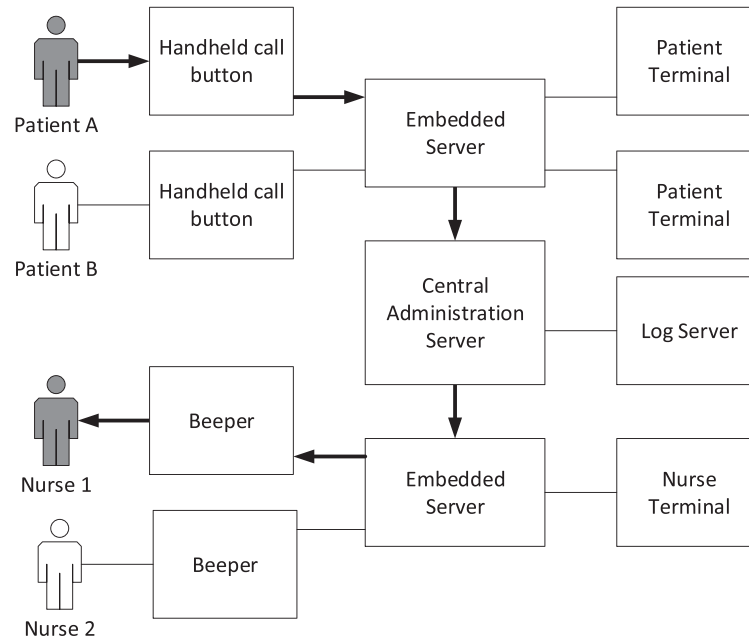 Handheld call
button
Patient
Terminal
Patient A
Embedded
Server
Handheld call
button
Patient
Terminal
Patient B
Central
Administration
Server
Log Server
Beeper
Nurse 1
Embedded
Server
Nurse
Terminal
Beeper
Nurse 2